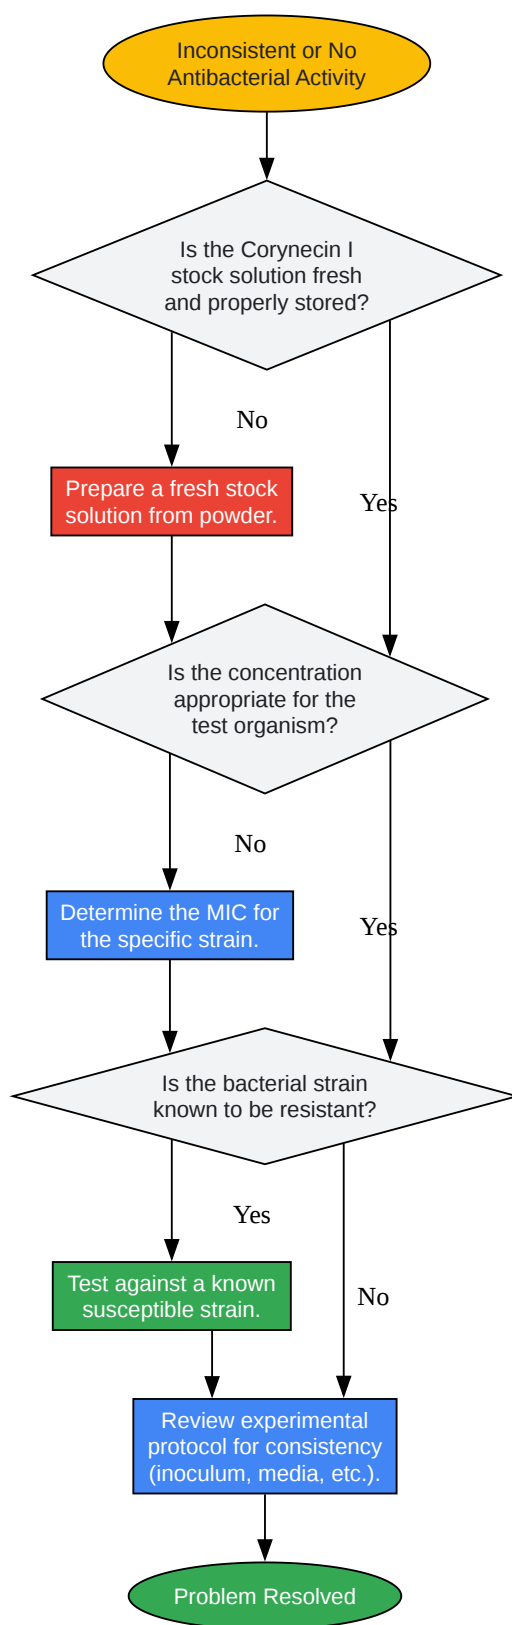 Inconsistent or No
Antibacterial Activity
Is the Corynecin I
stock solution fresh
and properly stored?
No
Prepare a fresh stock
solution from powder.
Yes
Is the concentration
appropriate for the
test organism?
No
Determine the MIC for
the specific strain.
Yes
Is the bacterial strain
known to be resistant?
Yes
Test against a known
susceptible strain.
No
Review experimental
protocol for consistency
(inoculum, media, etc.).
Problem Resolved